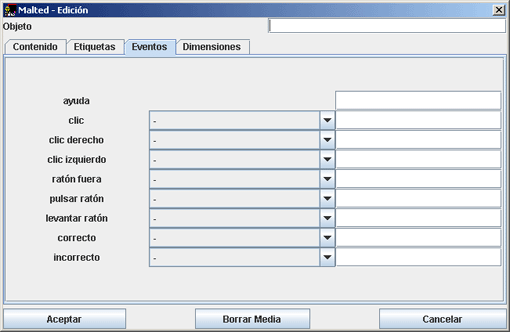 Malted - Edición
Objeto
Contenido Etiquetas Eventos Dimensiones
ayuda
clic -
clic derecho -
clic izquierdo -
ratón fuera -
pulsar ratón -
levantar ratón -
correcto -
incorrecto -
Aceptar Borrar Media Cancelar